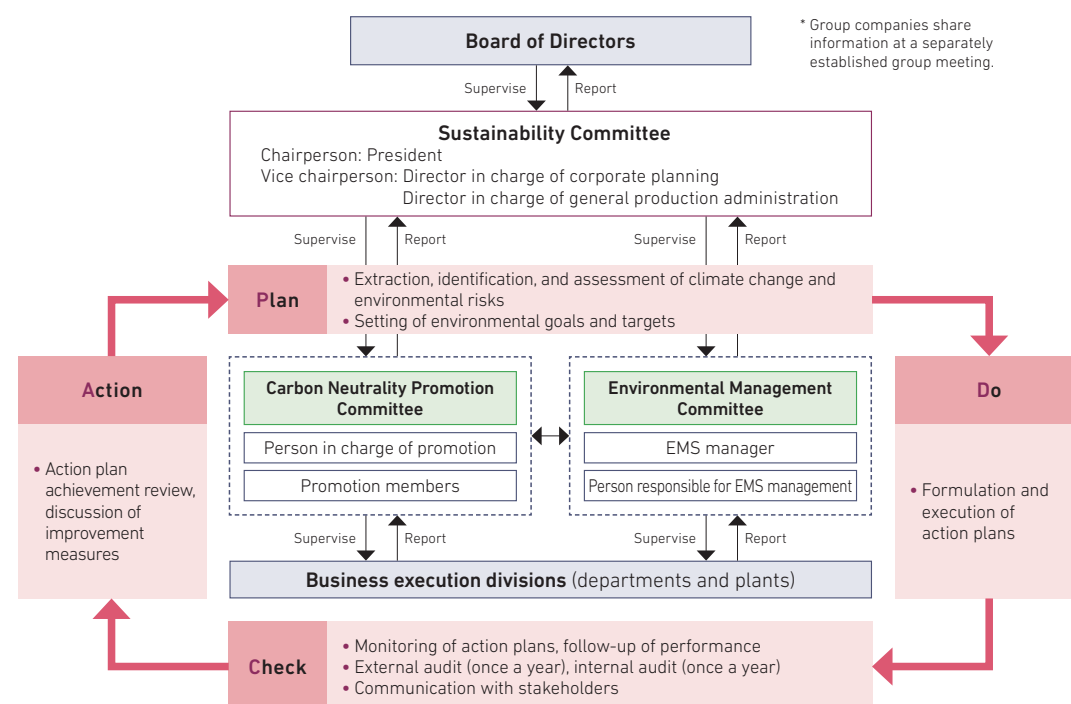 Board of Directors
* Group companies share
information at a separately
established group meeting.
Supervise
Report
Sustainability Committee
Chairperson: President
Vice chairperson: Director in charge of corporate planning
Director in charge of general production administration
Supervise
Report
Supervise
Report
Plan
• Extraction, identification, and assessment of climate change and
environmental risks
• Setting of environmental goals and targets
Action
• Action plan
achievement review,
discussion of
improvement
measures
Carbon Neutrality Promotion
Committee
Person in charge of promotion
Promotion members
Environmental Management
Committee
EMS manager
Person responsible for EMS management
Do
• Formulation and
execution of
action plans
Supervise
Report
Supervise
Report
Business execution divisions (departments and plants)
Check
• Monitoring of action plans, follow-up of performance
• External audit (once a year), internal audit (once a year)
• Communication with stakeholders